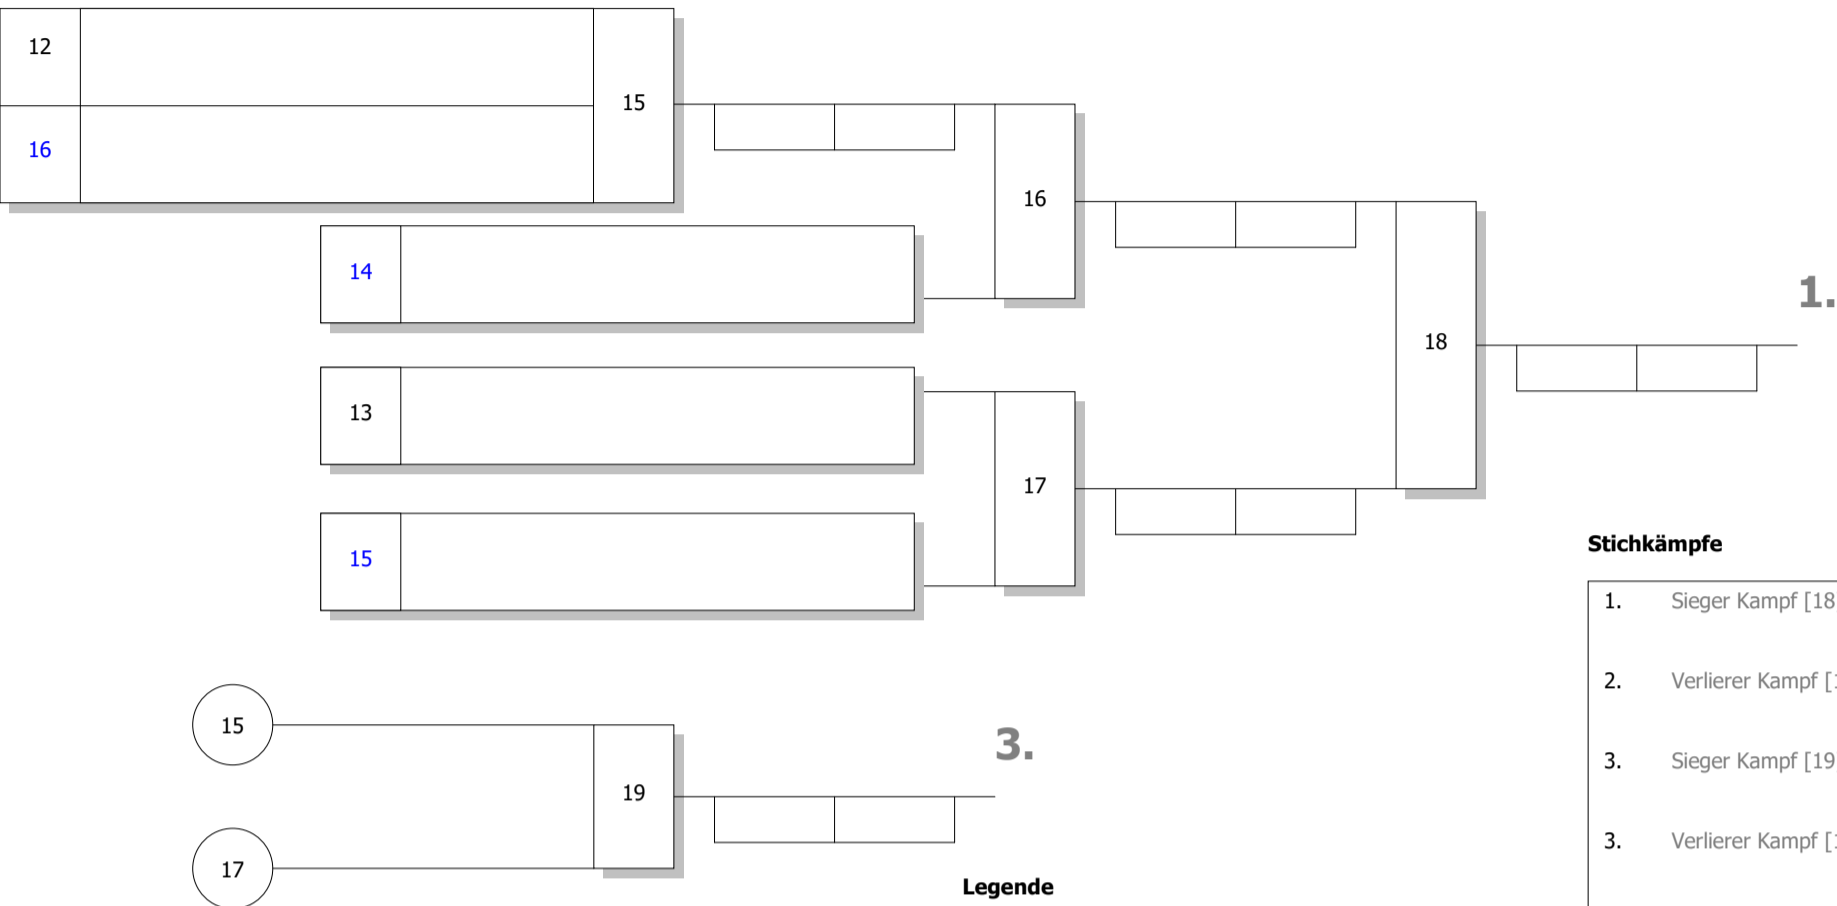 12
15
16
16
14
1.
18
13
17
15
Stichkämpfe
1. Sieger Kampf [18
2. Verlierer Kampf [
15
3.
3. Sieger Kampf [19
19
3. Verlierer Kampf [
17
Legende